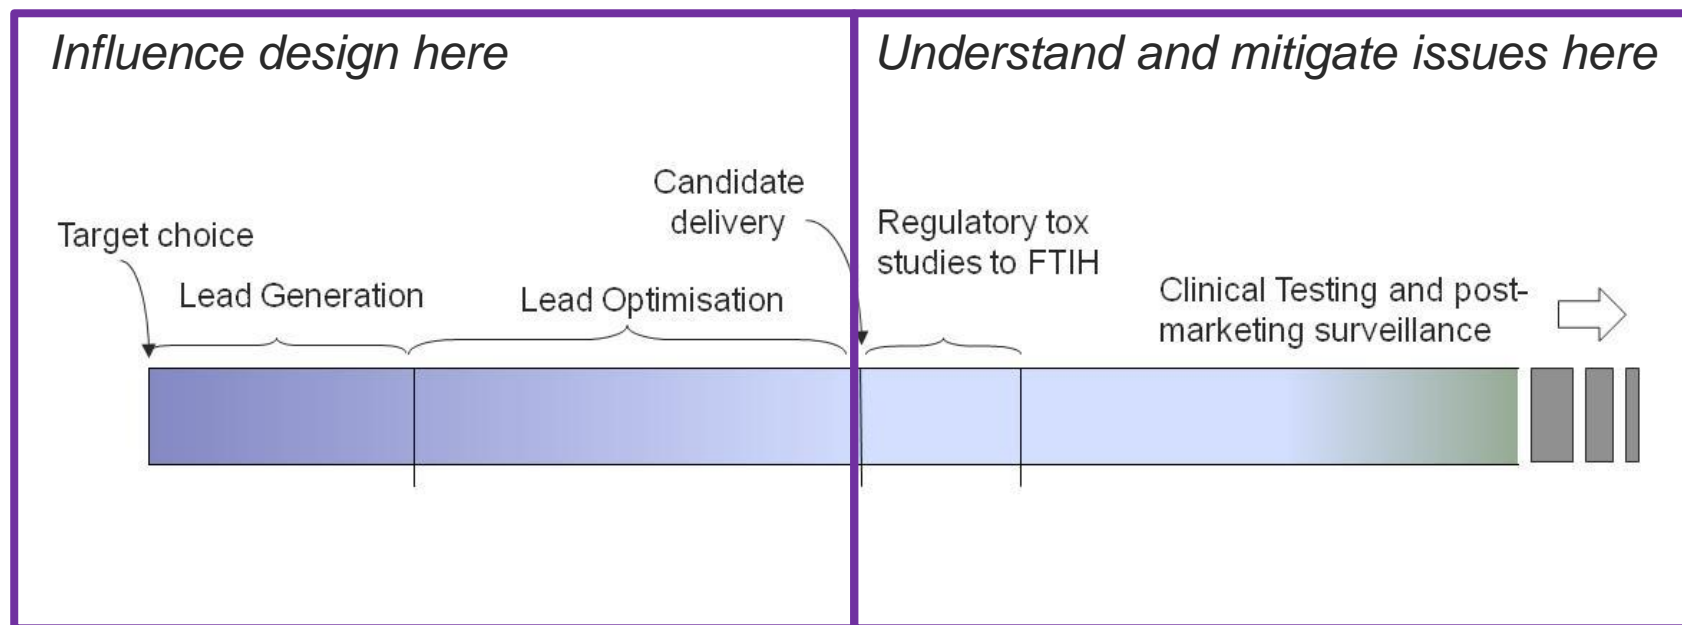 Influence design here
Understand and mitigate issues here
Target choice
Lead Generation
Lead Optimisation
Candidate
delivery
Regulatory tox
studies to FTIH
Clinical Testing and post-
marketing surveillance